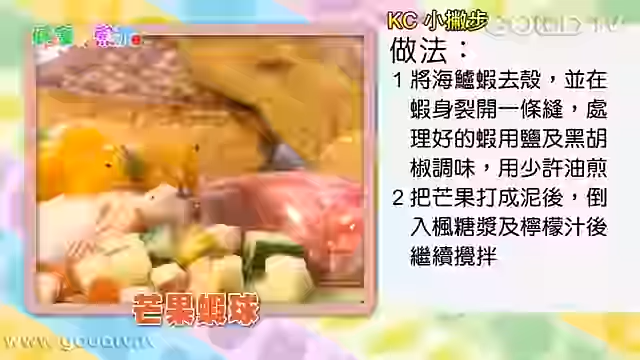 KC 小撇步
GOOD TV
做法：
1 將海鱸蝦去殼，並在
蝦身裂開一條縫，處
理好的蝦用鹽及黑胡
椒調味，用少許油煎
2 把芒果打成泥後，倒
入楓糖漿及檸檬汁後
繼續攪拌
芒果蝦球